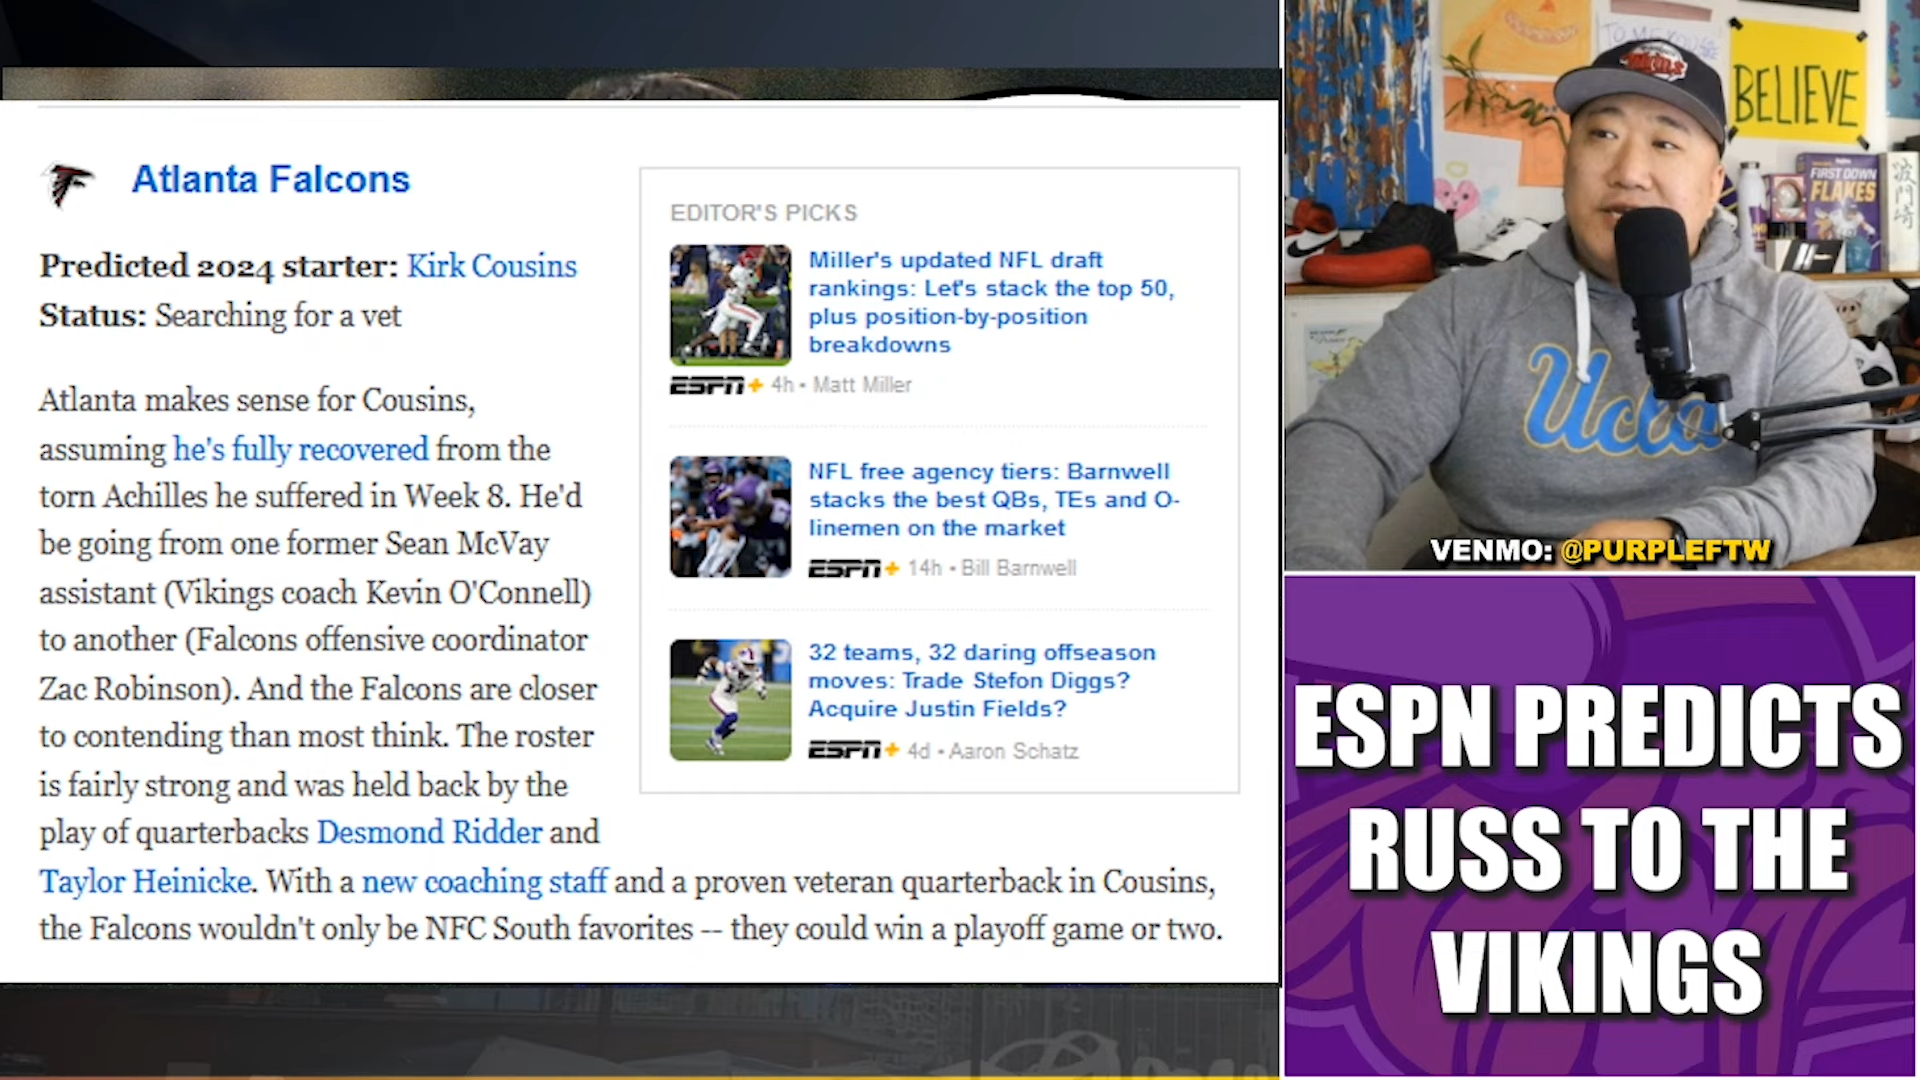 Atlanta Falcons
Predicted 2024 starter: Kirk Cousins
Status: Searching for a vet
Atlanta makes sense for Cousins,
assuming he's fully recovered from the
torn Achilles he suffered in Week 8. He'd
be going from one former Sean McVay
assistant (Vikings coach Kevin O'Connell)
to another (Falcons offensive coordinator
Zac Robinson). And the Falcons are closer
to contending than most think. The roster
is fairly strong and was held back by the
play of quarterbacks Desmond Ridder and
Taylor Heinicke. With a new coaching staff and a proven veteran quarterback in Cousins,
the Falcons wouldn't only be NFC South favorites -- they could win a playoff game or two.
EDITOR'S PICKS
Miller's updated NFL draft
rankings: Let's stack the top 50,
plus position-by-position
breakdowns
ESPN+ 4h • Matt Miller
NFL free agency tiers: Barnwell
stacks the best QBs, TEs and O-
linemen on the market
ESPN+ 14h • Bill Barnwell
32 teams, 32 daring offseason
moves: Trade Stefon Diggs?
Acquire Justin Fields?
ESPN+ 4d • Aaron Schatz
BELIEVE
FIRST DOWN
FLAKES
Ucla
VENMO: @PURPLEFTW
ESPN PREDICTS
RUSS TO THE
VIKINGS